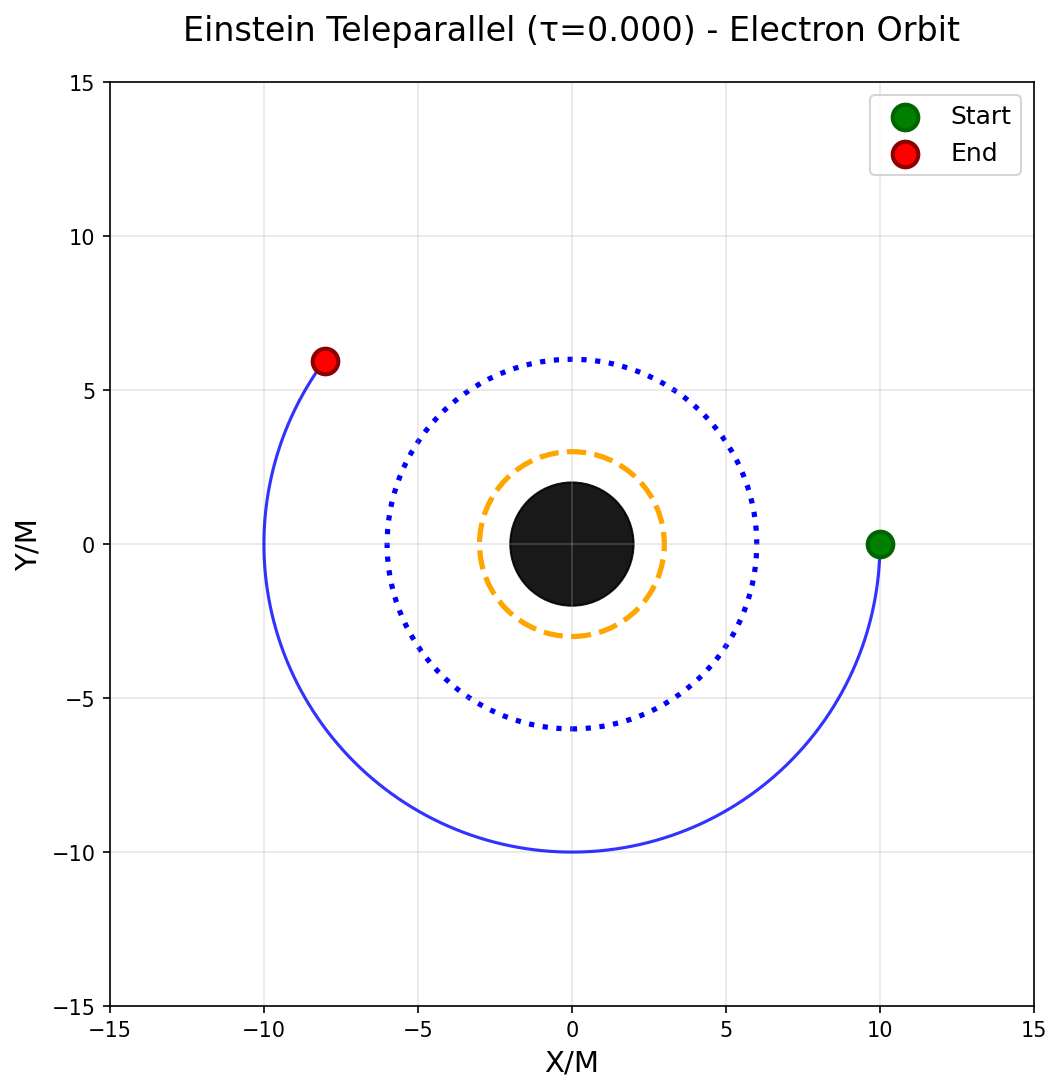 Einstein Teleparallel (τ=0.000) - Electron Orbit
Start
End
15
10
5
0
−5
−10
−15
Y/M
−15 −10 −5 0 5 10 15
X/M